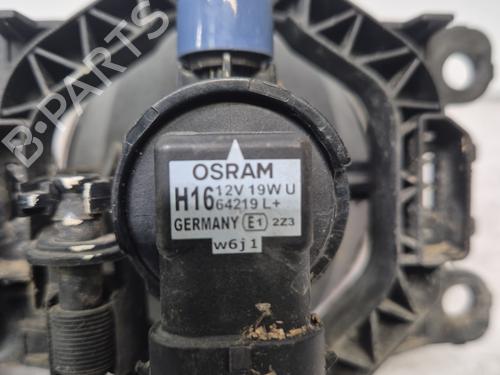 OSRAM
H16 12V 19W U
64219 L+
GERMANY E1 2Z3
w6j1
B-PARTS